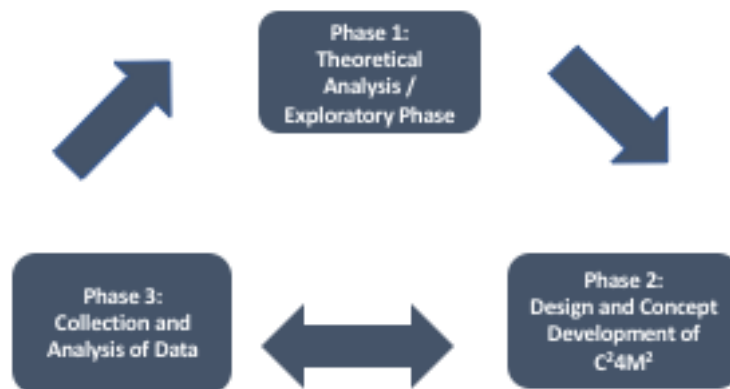 Phase 1:
Theoretical
Analysis /
Exploratory Phase
Phase 3:
Collection and
Analysis of Data
Phase 2:
Design and Concept
Development of
C²4M²